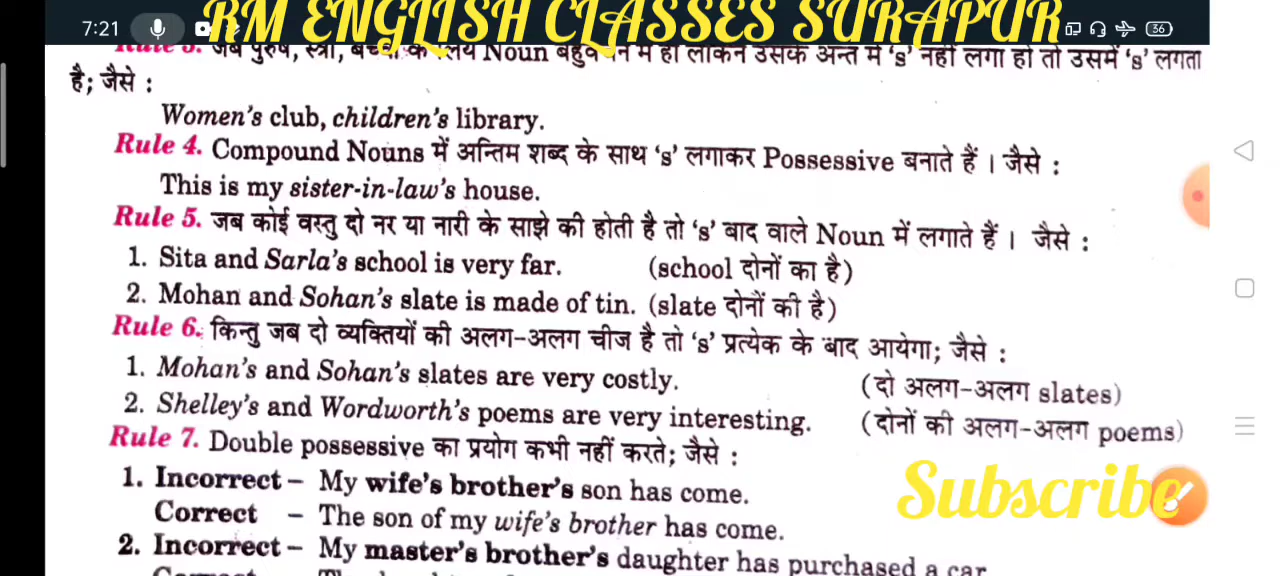 7:21
RM ENGLISH CLASSES SURAPUR
36
Rule 3. जब पुरुष, स्त्री, बच्चों के लिये Noun बहुवचन में हो लेकिन उसके अन्त में 's' नहीं लगा हो तो उसमें 's' लगता
है; जैसे :
Women's club, children's library.
Rule 4. Compound Nouns में अन्तिम शब्द के साथ 's' लगाकर Possessive बनाते हैं । जैसे :
This is my sister-in-law's house.
Rule 5. जब कोई वस्तु दो नर या नारी के साझे की होती है तो 's' बाद वाले Noun में लगाते हैं । जैसे :
1. Sita and Sarla's school is very far. (school दोनों का है)
2. Mohan and Sohan's slate is made of tin. (slate दोनों की है)
Rule 6. किन्तु जब दो व्यक्तियों की अलग-अलग चीज है तो 's' प्रत्येक के बाद आयेगा; जैसे :
1. Mohan's and Sohan's slates are very costly. (दो अलग-अलग slates)
2. Shelley's and Wordworth's poems are very interesting. (दोनों की अलग-अलग poems)
Rule 7. Double possessive का प्रयोग कभी नहीं करते; जैसे :
1. Incorrect – My wife's brother's son has come.
Correct – The son of my wife's brother has come.
Subscribe
2. Incorrect – My master's brother's daughter has purchased a car